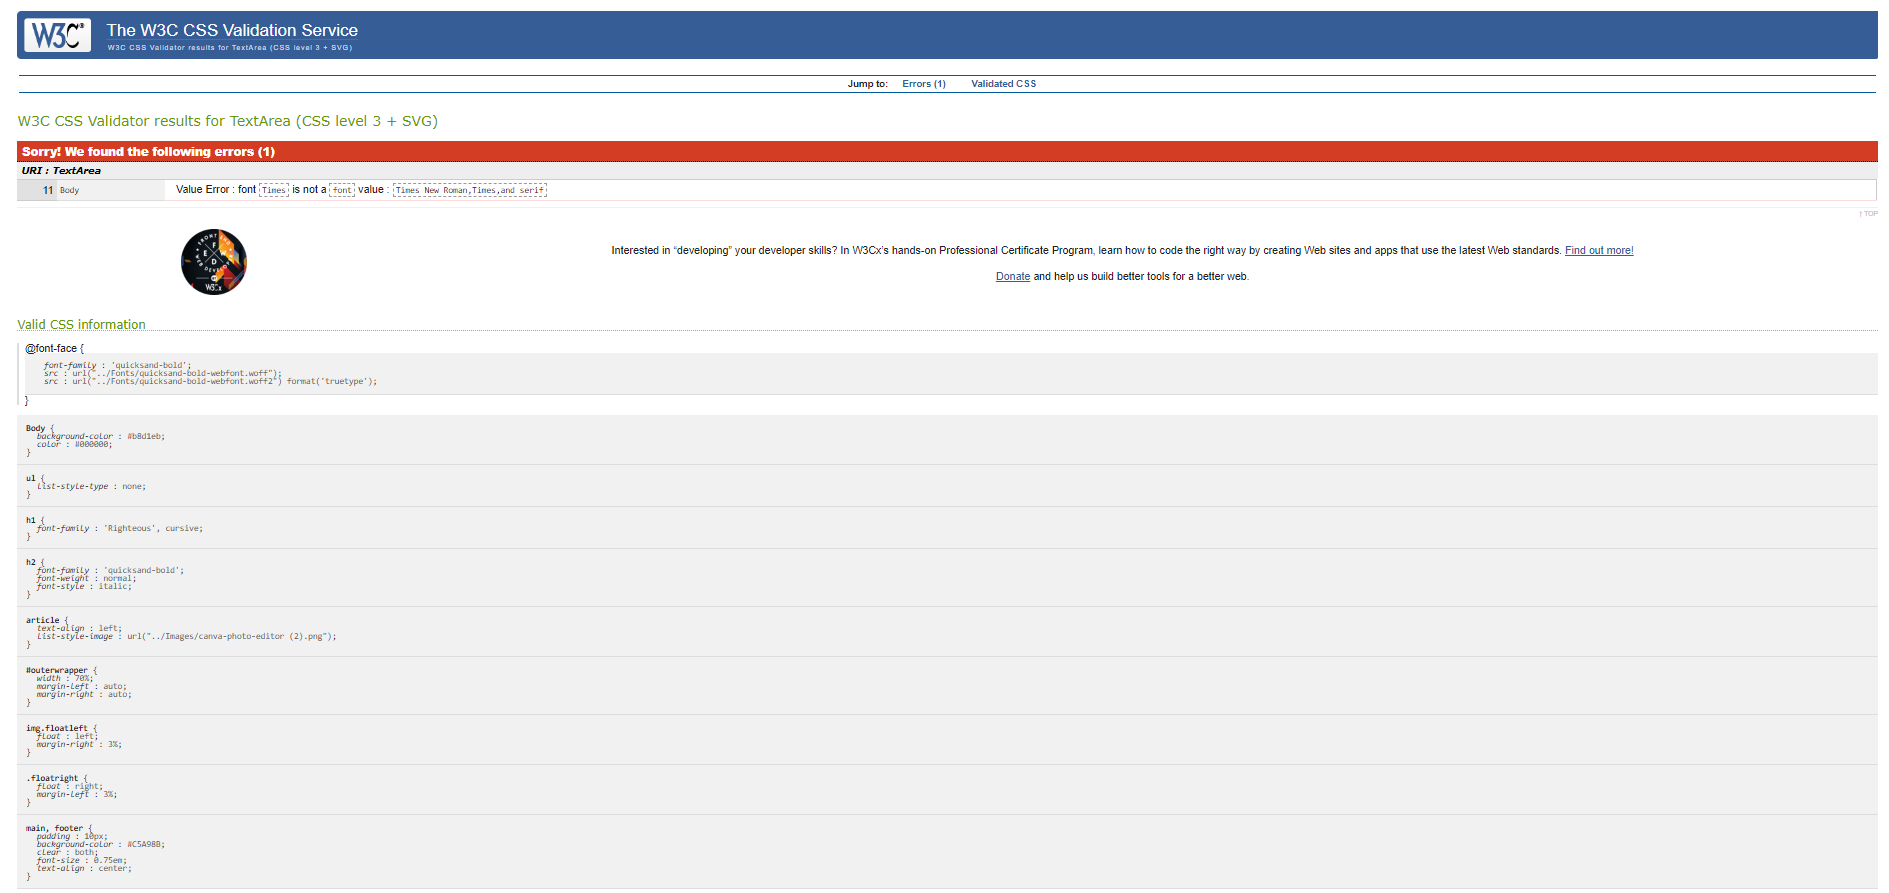 W3C®
The W3C CSS Validation Service
W3C CSS Validator results for TextArea (CSS level 3 + SVG)
Jump to: Errors (1) Validated CSS
W3C CSS Validator results for TextArea (CSS level 3 + SVG)
Sorry! We found the following errors (1)
URI : TextArea
11 Body Value Error : font Times is not a font value : Times New Roman,Times,and serif
↑ TOP
W3Cx
Interested in “developing” your developer skills? In W3Cx’s hands-on Professional Certificate Program, learn how to code the right way by creating Web sites and apps that use the latest Web standards. Find out more!
Donate and help us build better tools for a better web.
Valid CSS information
@font-face {
font-family : 'quicksand-bold';
src : url("../Fonts/quicksand-bold-webfont.woff");
src : url("../Fonts/quicksand-bold-webfont.woff2") format('truetype');
}
Body {
background-color : #b8d1eb;
color : #000000;
}
ul {
list-style-type : none;
}
h1 {
font-family : 'Righteous', cursive;
}
h2 {
font-family : 'quicksand-bold';
font-weight : normal;
font-style : italic;
}
article {
text-align : left;
list-style-image : url("../Images/canva-photo-editor (2).png");
}
#outerwrapper {
width : 70%;
margin-left : auto;
margin-right : auto;
}
img.floatleft {
float : left;
margin-right : 3%;
}
.floatright {
float : right;
margin-left : 3%;
}
main, footer {
padding : 10px;
background-color : #C5A98B;
clear : both;
font-size : 0.75em;
text-align : center;
}